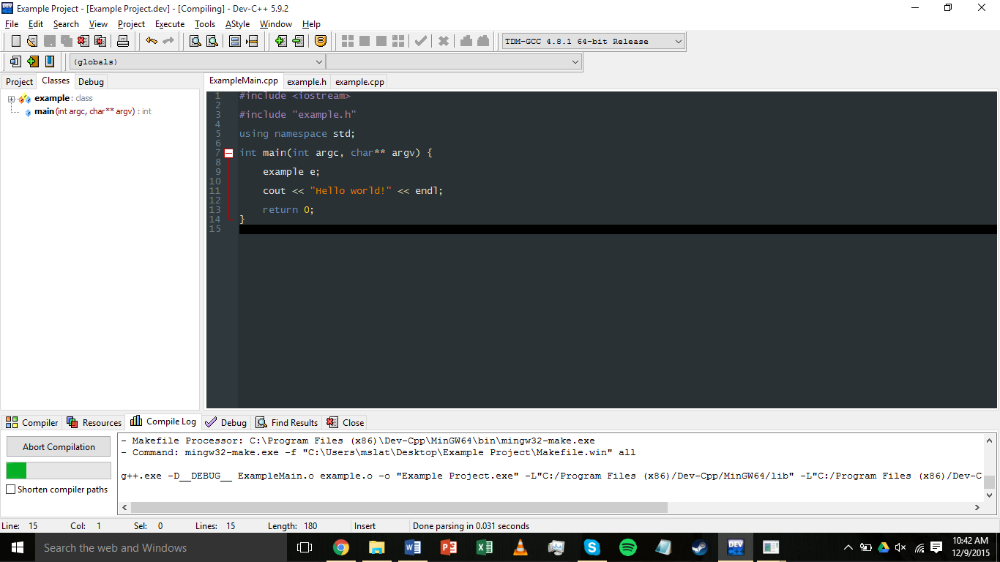 Example Project - [Example Project.dev] - [Compiling] - Dev-C++ 5.9.2
File Edit Search View Project Execute Tools AStyle Window Help
TDM-GCC 4.8.1 64-bit Release
(globals)
Project Classes Debug
ExampleMain.cpp example.h example.cpp
example : class
main (int argc, char** argv) : int
1 #include <iostream>
2
3 #include "example.h"
4
5 using namespace std;
6
7 int main(int argc, char** argv) {
8
9 example e;
10
11 cout << "Hello world!" << endl;
12
13 return 0;
14 }
15
Compiler Resources Compile Log Debug Find Results Close
Abort Compilation
Shorten compiler paths
- Makefile Processor: C:\Program Files (x86)\Dev-Cpp\MinGW64\bin\mingw32-make.exe
- Command: mingw32-make.exe -f "C:\Users\mslat\Desktop\Example Project\Makefile.win" all
g++.exe -D__DEBUG__ ExampleMain.o example.o -o "Example Project.exe" -L"C:/Program Files (x86)/Dev-Cpp/MinGW64/lib" -L"C:/Program Files (x86)/Dev-C
Line: 15 Col: 1 Sel: 0 Lines: 15 Length: 180 Insert Done parsing in 0.031 seconds
Search the web and Windows
DEV
10:42 AM
12/9/2015